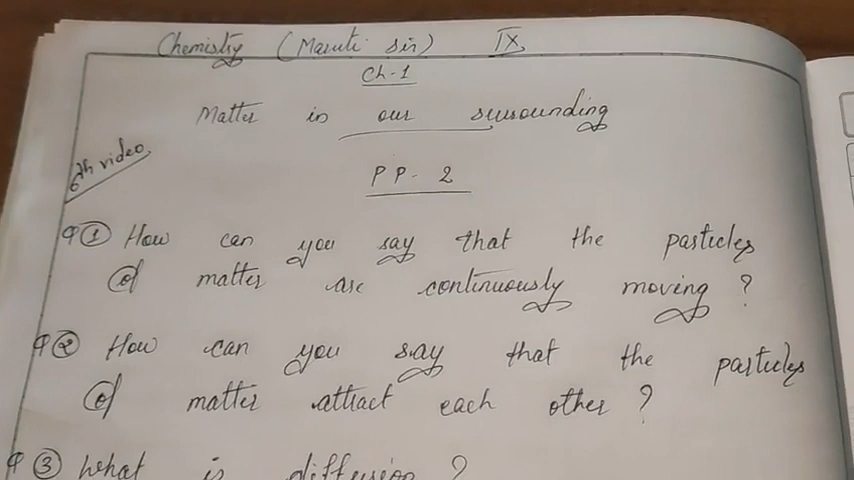 Chemistry (Maruti sir) IX
Ch-1
Matter in our surrounding
6th video
PP-2
Q① How can you say that the particles
of matter are continuously moving ?
Q② How can you say that the particles
of matter attract each other ?
Q③ What is diffusion ?